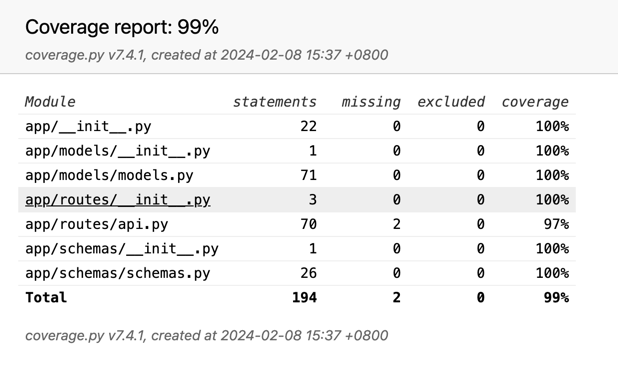 Coverage report: 99%
coverage.py v7.4.1, created at 2024-02-08 15:37 +0800
Module statements missing excluded coverage
app/__init__.py 22 0 0 100%
app/models/__init__.py 1 0 0 100%
app/models/models.py 71 0 0 100%
app/routes/__init__.py 3 0 0 100%
app/routes/api.py 70 2 0 97%
app/schemas/__init__.py 1 0 0 100%
app/schemas/schemas.py 26 0 0 100%
Total 194 2 0 99%
coverage.py v7.4.1, created at 2024-02-08 15:37 +0800